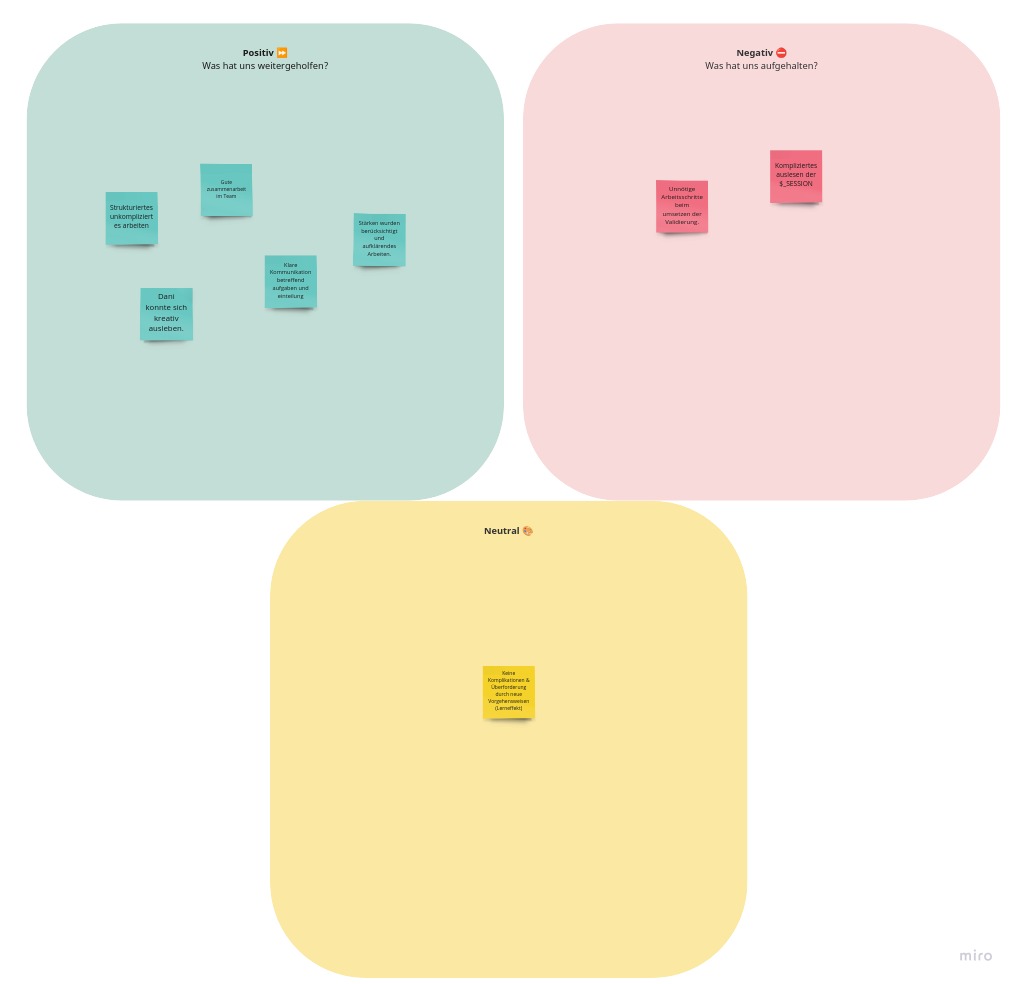 Positiv ⏩
Was hat uns weitergeholfen?
Strukturiertes
unkompliziert
es arbeiten
Gute
zusammenarbeit
im Team
Stärken wurden
berücksichtigt
und
aufklärendes
Arbeiten.
Klare
Kommunikation
betreffend
aufgaben und
einteilung
Dani
konnte sich
kreativ
ausleben.
Negativ ⛔
Was hat uns aufgehalten?
Unnötige
Arbeitsschritte
beim
umsetzen der
Validierung.
Kompliziertes
auslesen der
$_SESSION
Neutral 🎨
Keine
Komplikationen &
Überforderung
durch neue
Vorgehensweisen
(Lerneffekt)
miro